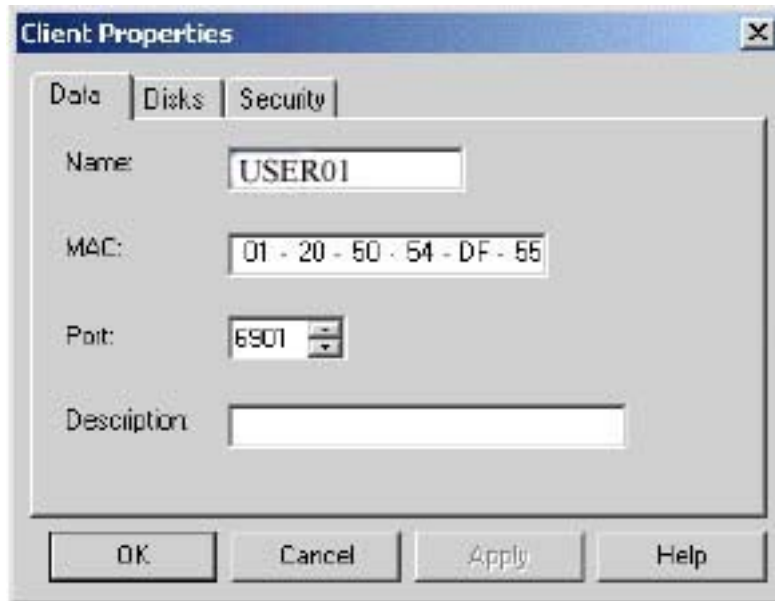 Client Properties
Data Disks Security
Name: USER01
MAC: 01 - 20 - 50 - 54 - DF - 55
Port: 6901
Description:
OK Cancel Apply Help